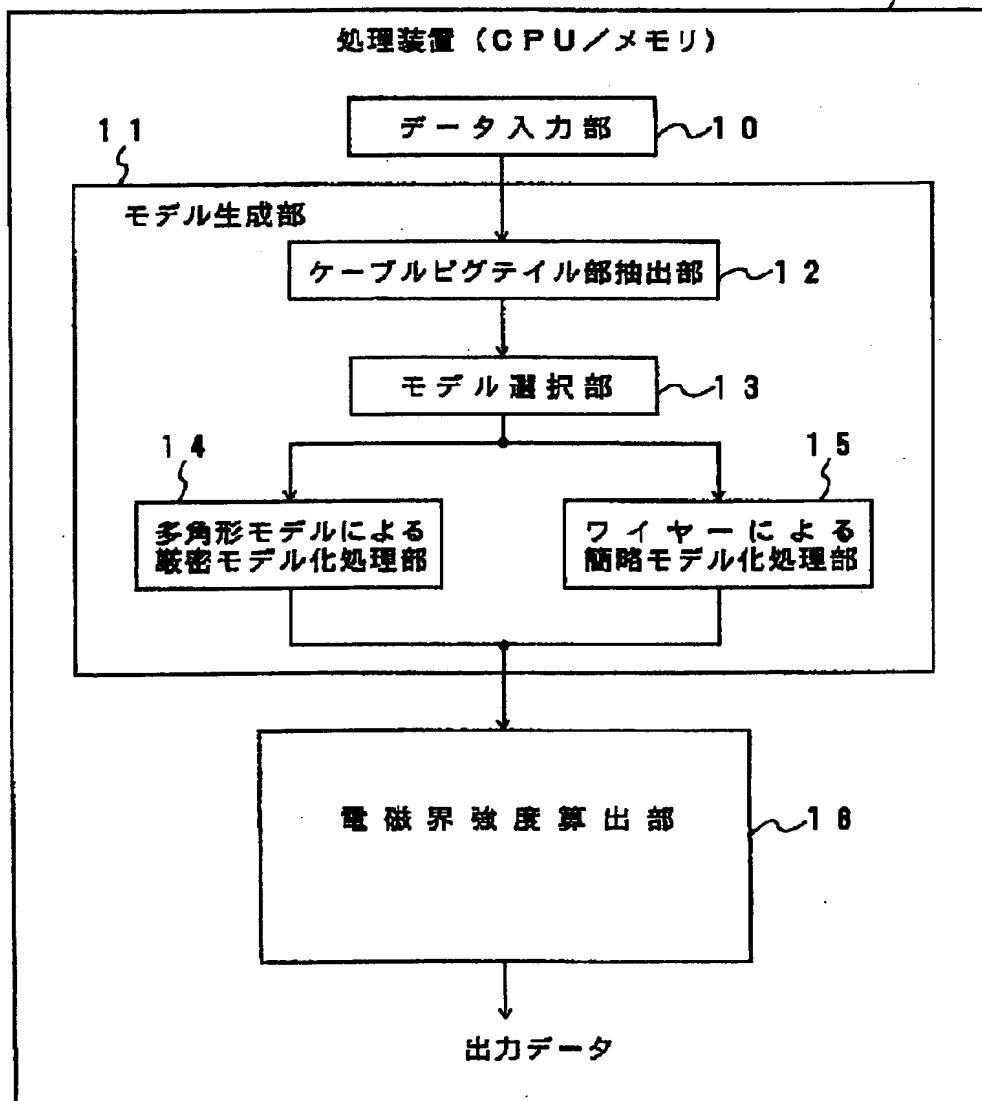 処理装置(CPU/メモリ)
データ入力部
10
11
モデル生成部
ケーブルピグテイル部抽出部
12
モデル選択部
13
14
15
多角形モデルによる
厳密モデル化処理部
ワイヤーによる
簡略モデル化処理部
電磁界強度算出部
16
出力データ